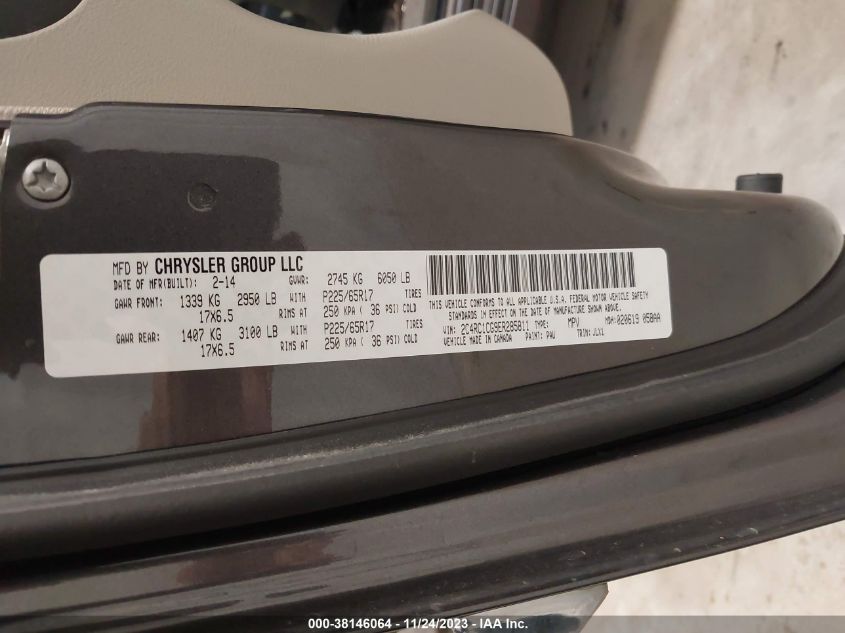 MFD BY CHRYSLER GROUP LLC
DATE OF MFR(BUILT): 2-14 GVWR: 2745 KG 6050 LB
GAWR FRONT: 1339 KG 2950 LB WITH P225/65R17 TIRES
17X6.5 RIMS AT 250 KPA ( 36 PSI) COLD
GAWR REAR: 1407 KG 3100 LB WITH P225/65R17 TIRES
17X6.5 RIMS AT 250 KPA ( 36 PSI) COLD
THIS VEHICLE CONFORMS TO ALL APPLICABLE U.S.A. FEDERAL MOTOR VEHICLE SAFETY
STANDARDS IN EFFECT ON THE DATE OF MANUFACTURE SHOWN ABOVE.
VIN: 2C4RC1CG9ER285811 TYPE: MPV MDH:020619 058AA
VEHICLE MADE IN CANADA PAINT: PAU TRIM: JLX1
000-38146064 - 11/24/2023 - IAA Inc.